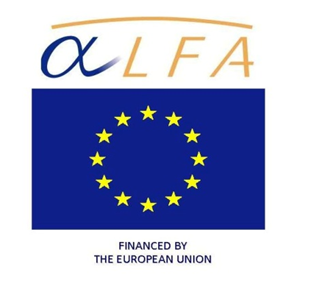 αLFA
FINANCED BY
THE EUROPEAN UNION